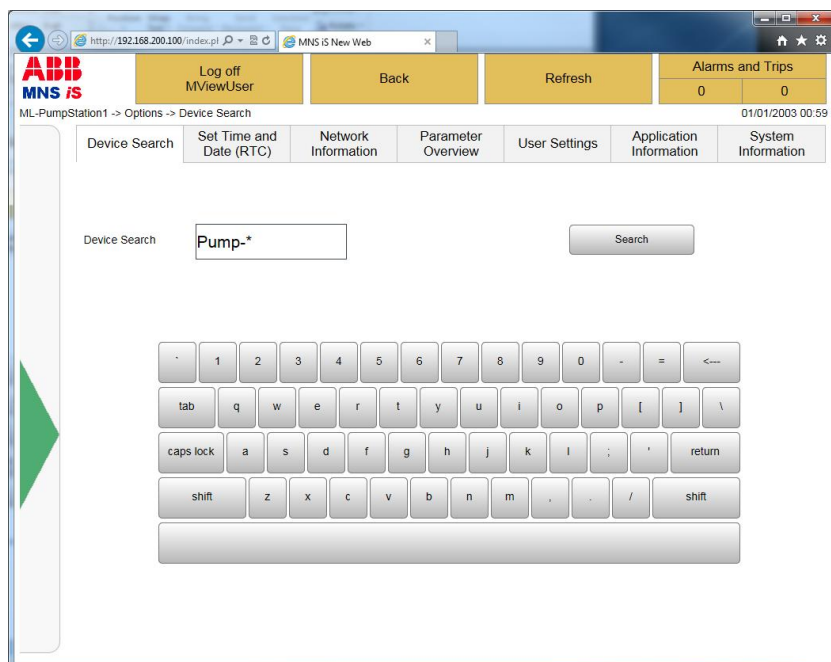 http://192.168.200.100/index.pl
MNS iS New Web
ABB
MNS iS
Log off
MViewUser
Back
Refresh
Alarms and Trips
0 0
ML-PumpStation1 -> Options -> Device Search
01/01/2003 00:59
Device Search
Set Time and
Date (RTC)
Network
Information
Parameter
Overview
User Settings
Application
Information
System
Information
Device Search
Pump-*
Search
` 1 2 3 4 5 6 7 8 9 0 - = <---
tab q w e r t y u i o p [ ] \
caps lock a s d f g h j k l ; ' return
shift z x c v b n m , . / shift